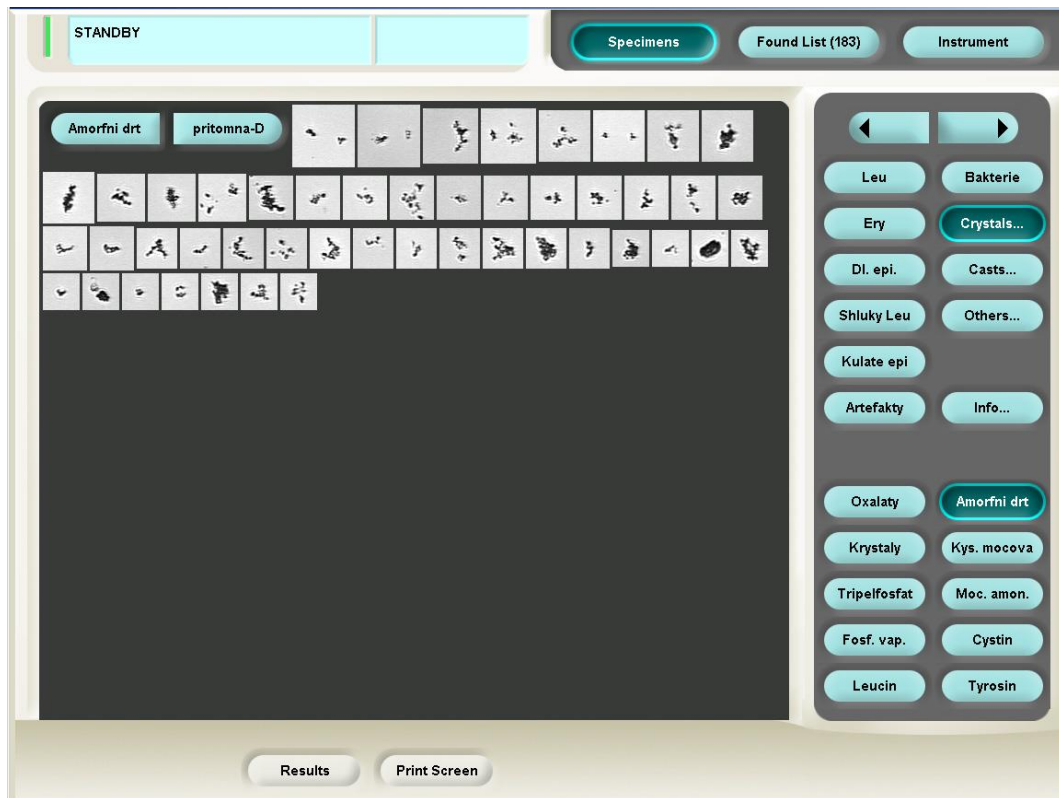 STANDBY
Specimens
Found List (183)
Instrument
Amorfni drt
pritomna-D
Leu
Bakterie
Ery
Crystals...
Dl. epi.
Casts...
Shluky Leu
Others...
Kulate epi
Artefakty
Info...
Oxalaty
Amorfni drt
Krystaly
Kys. mocova
Tripelfosfat
Moc. amon.
Fosf. vap.
Cystin
Leucin
Tyrosin
Results
Print Screen